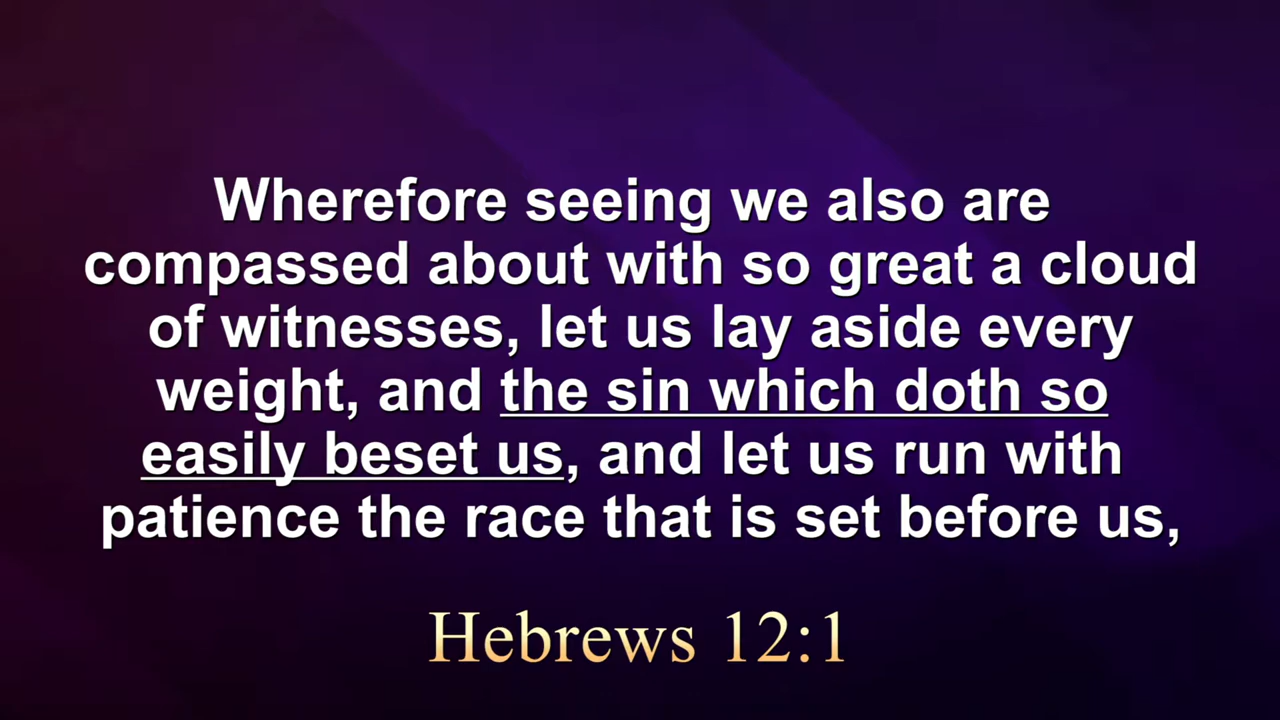 Wherefore seeing we also are
compassed about with so great a cloud
of witnesses, let us lay aside every
weight, and the sin which doth so
easily beset us, and let us run with
patience the race that is set before us,
Hebrews 12:1